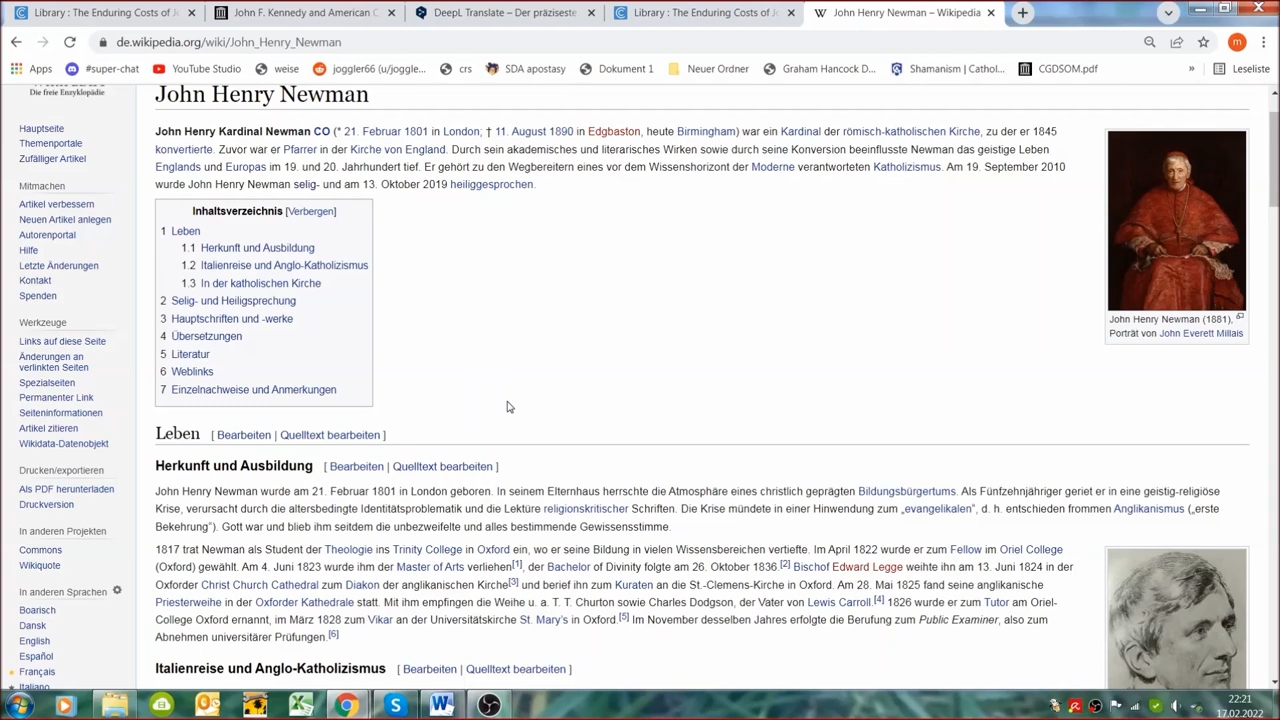 Library : The Enduring Costs of Jo
John F. Kennedy and American C
DeepL Translate – Der präziseste
Library : The Enduring Costs of Jo
John Henry Newman – Wikipedia
de.wikipedia.org/wiki/John_Henry_Newman
Apps #super-chat YouTube Studio weise joggler66 (u/joggle... crs SDA apostasy Dokument 1 Neuer Ordner Graham Hancock D... Shamanism | Cathol... CGDSOM.pdf » Leseliste
Die freie Enzyklopädie
Hauptseite
Themenportale
Zufälliger Artikel
Mitmachen
Artikel verbessern
Neuen Artikel anlegen
Autorenportal
Hilfe
Letzte Änderungen
Kontakt
Spenden
Werkzeuge
Links auf diese Seite
Änderungen an
verlinkten Seiten
Spezialseiten
Permanenter Link
Seiteninformationen
Artikel zitieren
Wikidata-Datenobjekt
Drucken/exportieren
Als PDF herunterladen
Druckversion
In anderen Projekten
Commons
Wikiquote
In anderen Sprachen
Boarisch
Dansk
English
Español
Français
Italiano
John Henry Newman
John Henry Kardinal Newman CO (* 21. Februar 1801 in London; † 11. August 1890 in Edgbaston, heute Birmingham) war ein Kardinal der römisch-katholischen Kirche, zu der er 1845
konvertierte. Zuvor war er Pfarrer in der Kirche von England. Durch sein akademisches und literarisches Wirken sowie durch seine Konversion beeinflusste Newman das geistige Leben
Englands und Europas im 19. und 20. Jahrhundert tief. Er gehört zu den Wegbereitern eines vor dem Wissenshorizont der Moderne verantworteten Katholizismus. Am 19. September 2010
wurde John Henry Newman selig- und am 13. Oktober 2019 heiliggesprochen.
Inhaltsverzeichnis [Verbergen]
1 Leben
1.1 Herkunft und Ausbildung
1.2 Italienreise und Anglo-Katholizismus
1.3 In der katholischen Kirche
2 Selig- und Heiligsprechung
3 Hauptschriften und -werke
4 Übersetzungen
5 Literatur
6 Weblinks
7 Einzelnachweise und Anmerkungen
John Henry Newman (1881),
Porträt von John Everett Millais
Leben [ Bearbeiten | Quelltext bearbeiten ]
Herkunft und Ausbildung [ Bearbeiten | Quelltext bearbeiten ]
John Henry Newman wurde am 21. Februar 1801 in London geboren. In seinem Elternhaus herrschte die Atmosphäre eines christlich geprägten Bildungsbürgertums. Als Fünfzehnjähriger geriet er in eine geistig-religiöse
Krise, verursacht durch die altersbedingte Identitätsproblematik und die Lektüre religionskritischer Schriften. Die Krise mündete in einer Hinwendung zum „evangelikalen“, d. h. entschieden frommen Anglikanismus („erste
Bekehrung“). Gott war und blieb ihm seitdem die unbezweifelte und alles bestimmende Gewissensstimme.
1817 trat Newman als Student der Theologie ins Trinity College in Oxford ein, wo er seine Bildung in vielen Wissensbereichen vertiefte. Im April 1822 wurde er zum Fellow im Oriel College
(Oxford) gewählt. Am 4. Juni 1823 wurde ihm der Master of Arts verliehen[1], der Bachelor of Divinity folgte am 26. Oktober 1836.[2] Bischof Edward Legge weihte ihn am 13. Juni 1824 in der
Oxforder Christ Church Cathedral zum Diakon der anglikanischen Kirche[3] und berief ihn zum Kuraten an die St.-Clemens-Kirche in Oxford. Am 28. Mai 1825 fand seine anglikanische
Priesterweihe in der Oxforder Kathedrale statt. Mit ihm empfingen die Weihe u. a. T. T. Churton sowie Charles Dodgson, der Vater von Lewis Carroll.[4] 1826 wurde er zum Tutor am Oriel-
College Oxford ernannt, im März 1828 zum Vikar an der Universitätskirche St. Mary's in Oxford.[5] Im November desselben Jahres erfolgte die Berufung zum Public Examiner, also zum
Abnehmen universitärer Prüfungen.[6]
Italienreise und Anglo-Katholizismus [ Bearbeiten | Quelltext bearbeiten ]
22:21
17.02.2022